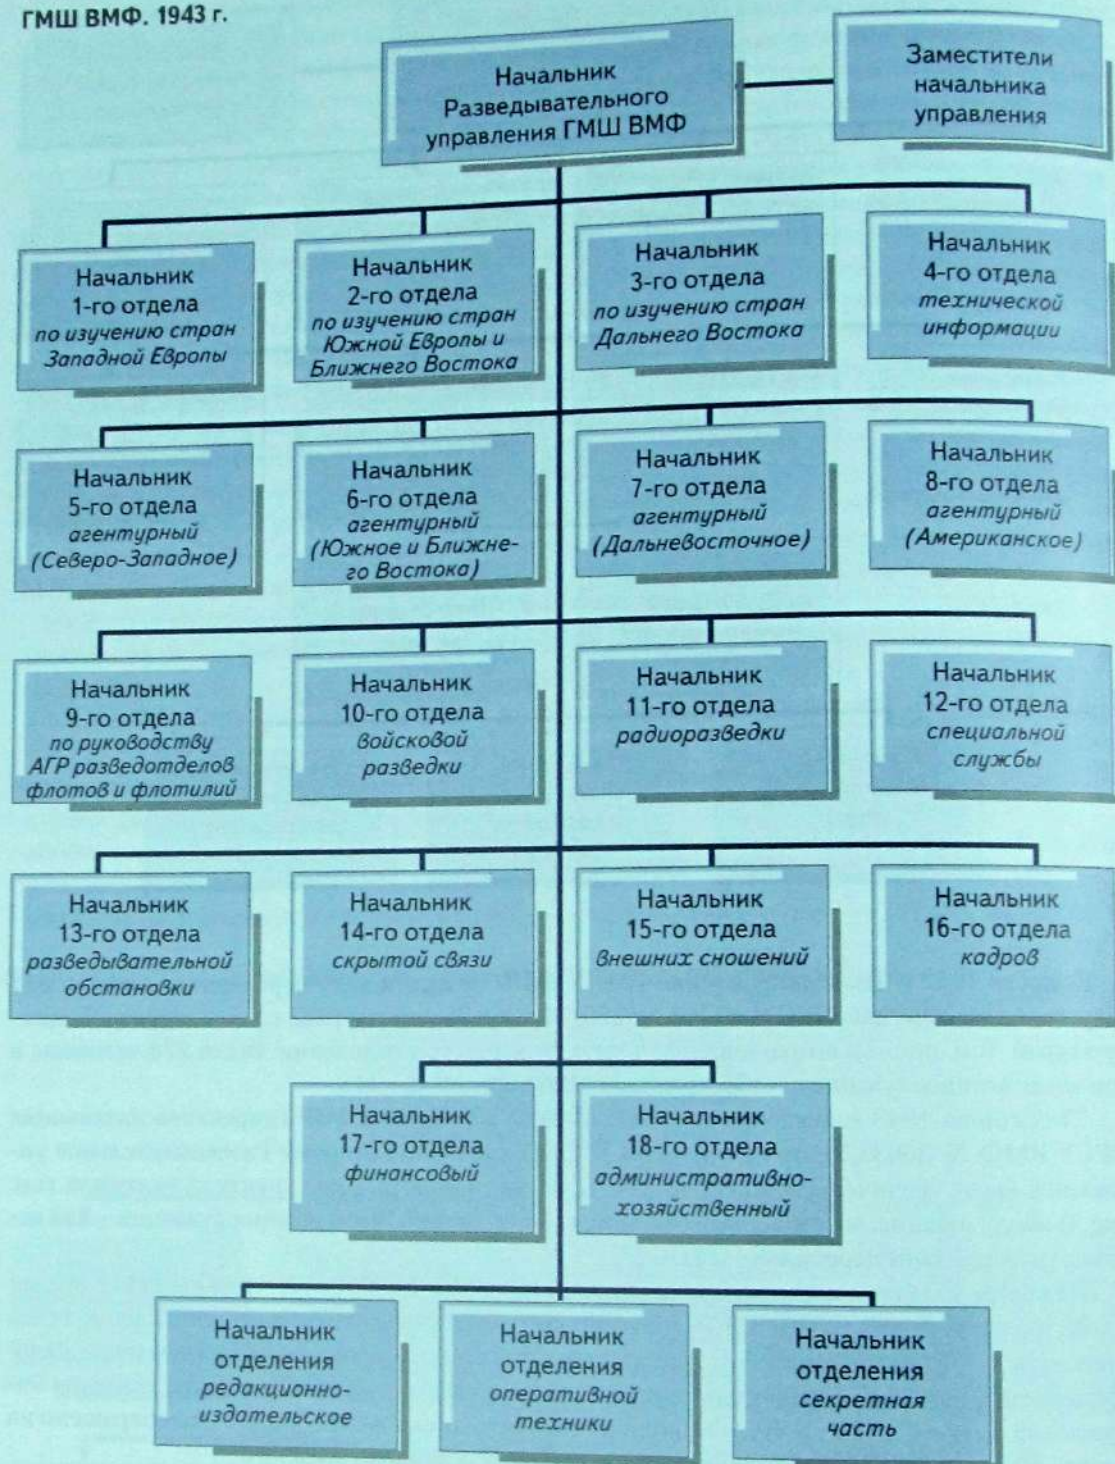 ГМШ ВМФ. 1943 г.
Начальник
Разведывательного
управления ГМШ ВМФ
Заместители
начальника
управления
Начальник
1-го отдела
по изучению стран
Западной Европы
Начальник
2-го отдела
по изучению стран
Южной Европы и
Ближнего Востока
Начальник
3-го отдела
по изучению стран
Дальнего Востока
Начальник
4-го отдела
технической
информации
Начальник
5-го отдела
агентурный
(Северо-Западное)
Начальник
6-го отдела
агентурный
(Южное и Ближне-
го Востока)
Начальник
7-го отдела
агентурный
(Дальневосточное)
Начальник
8-го отдела
агентурный
(Американское)
Начальник
9-го отдела
по руководству
АГР разведотделов
флотов и флотилий
Начальник
10-го отдела
войсковой
разведки
Начальник
11-го отдела
радиоразведки
Начальник
12-го отдела
специальной
службы
Начальник
13-го отдела
разведывательной
обстановки
Начальник
14-го отдела
скрытой связи
Начальник
15-го отдела
внешних сношений
Начальник
16-го отдела
кадров
Начальник
17-го отдела
финансовый
Начальник
18-го отдела
административно-
хозяйственный
Начальник
отделения
редакционно-
издательское
Начальник
отделения
оперативной
техники
Начальник
отделения
секретная
часть